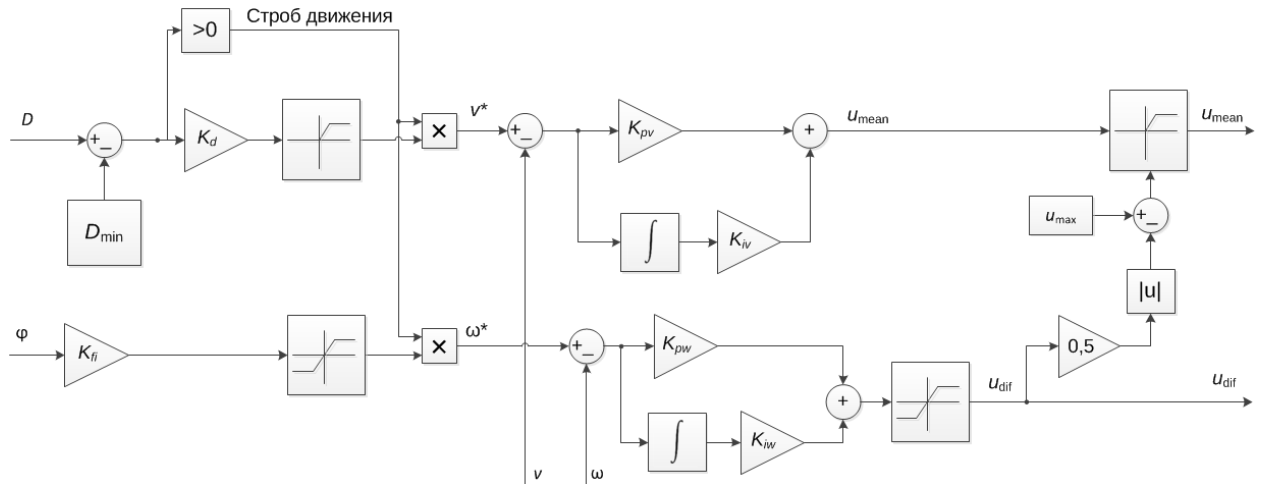 Строб движения
>0
D
+
_
K_d
×
v*
+
_
K_pv
+
u_mean
u_mean
D_min
∫
K_iv
u_max
+
_
|u|
φ
K_fi
×
ω*
+
_
K_pw
0,5
+
u_dif
u_dif
∫
K_iw
v
ω